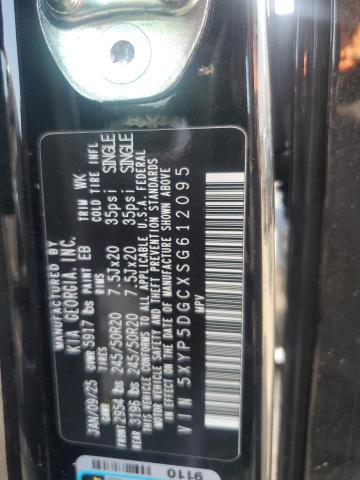 MANUFACTURED BY
KIA GEORGIA, INC.
JAN/09/25 GVWR 5917 lbs PAINT EB TRIM WK
GAWR TIRES RIMS COLD TIRE INFL
FRONT 2954 lbs 245/50R20 7.5Jx20 35psi SINGLE
REAR 3196 lbs 245/50R20 7.5Jx20 35psi SINGLE
THIS VEHICLE CONFORMS TO ALL APPLICABLE U.S.A. FEDERAL
MOTOR VEHICLE SAFETY AND THEFT PREVENTION STANDARDS
IN EFFECT ON THE DATE OF MANUFACTURE SHOWN ABOVE.
VIN 5XYP5DGCXSG612095
MPV
9110